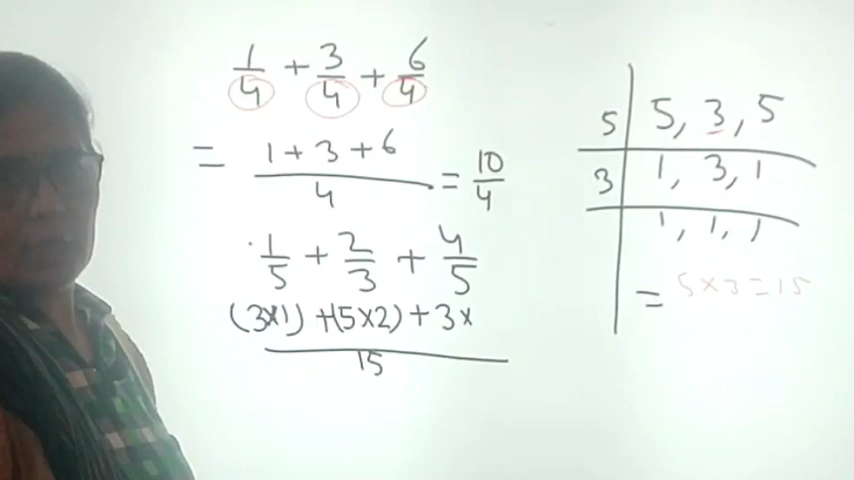 1/4 + 3/4 + 6/4
= (1 + 3 + 6)/4 = 10/4
1/5 + 2/3 + 4/5
(3×1) + (5×2) + 3×
15
5 | 5, 3, 5
3 | 1, 3, 1
1, 1, 1
= 5 × 3 = 15